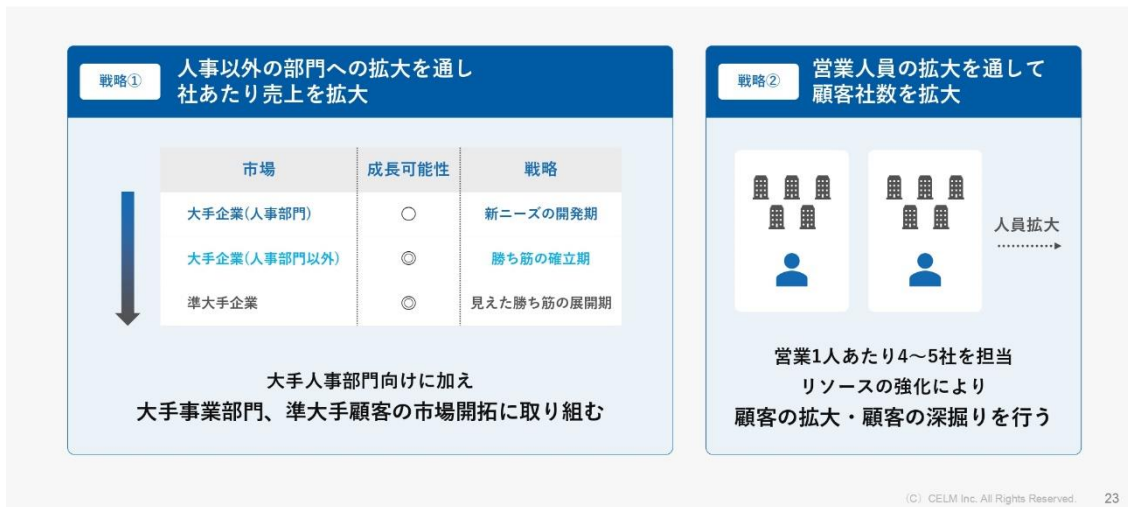 戦略①
人事以外の部門への拡大を通し
社あたり売上を拡大
市場 成長可能性 戦略
大手企業(人事部門) ○ 新ニーズの開発期
大手企業(人事部門以外) ◎ 勝ち筋の確立期
準大手企業 ◎ 見えた勝ち筋の展開期
大手人事部門向けに加え
大手事業部門、準大手顧客の市場開拓に取り組む
戦略②
営業人員の拡大を通して
顧客社数を拡大
人員拡大
営業1人あたり4～5社を担当
リソースの強化により
顧客の拡大・顧客の深掘りを行う
(C) CELM Inc. All Rights Reserved. 23